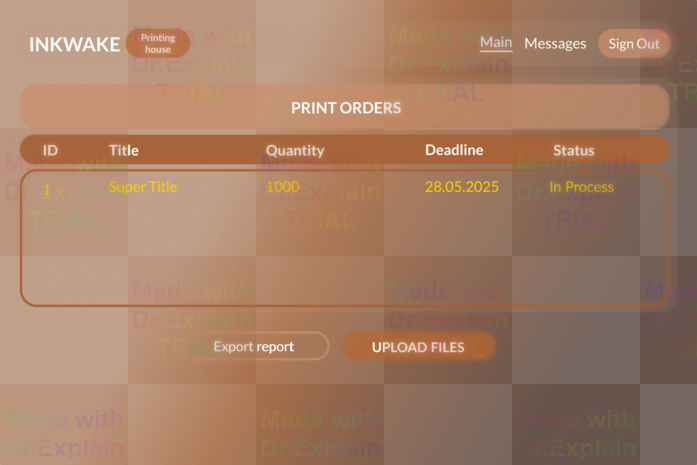 INKWAKE
Printing
house
Main Messages Sign Out
PRINT ORDERS
ID Title Quantity Deadline Status
1 Super Title 1000 28.05.2025 In Process
Export report UPLOAD FILES
Made with
Dr.Explain
TRIAL